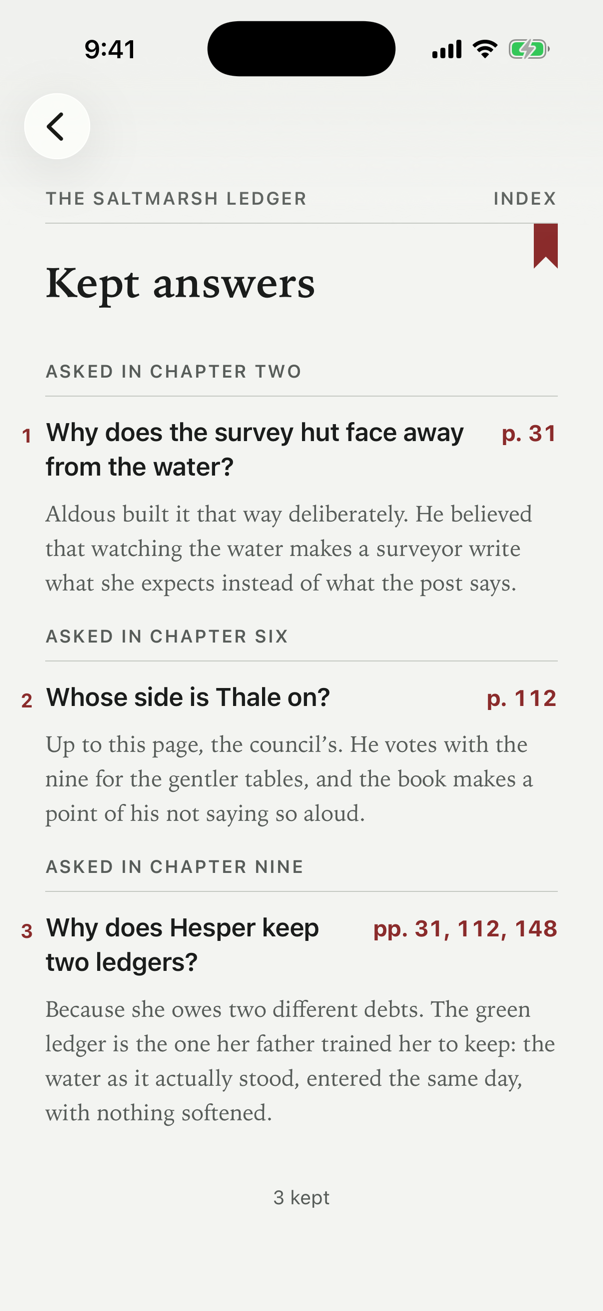 9:41
THE SALTMARSH LEDGER INDEX
Kept answers
ASKED IN CHAPTER TWO
1 Why does the survey hut face away p. 31
from the water?
Aldous built it that way deliberately. He believed
that watching the water makes a surveyor write
what she expects instead of what the post says.
ASKED IN CHAPTER SIX
2 Whose side is Thale on? p. 112
Up to this page, the council’s. He votes with the
nine for the gentler tables, and the book makes a
point of his not saying so aloud.
ASKED IN CHAPTER NINE
3 Why does Hesper keep pp. 31, 112, 148
two ledgers?
Because she owes two different debts. The green
ledger is the one her father trained her to keep: the
water as it actually stood, entered the same day,
with nothing softened.
3 kept